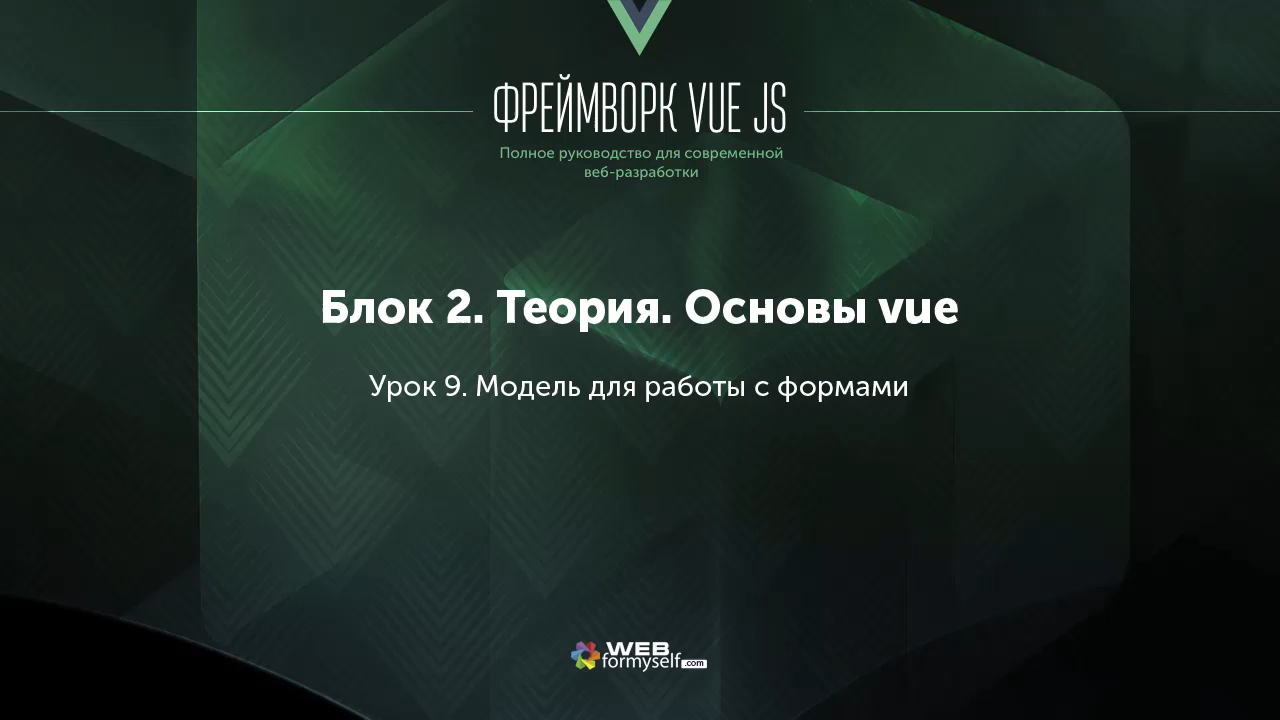 ФРЕЙМВОРК VUE JS
Полное руководство для современной
веб-разработки
Блок 2. Теория. Основы vue
Урок 9. Модель для работы с формами
WEB
formyself.com